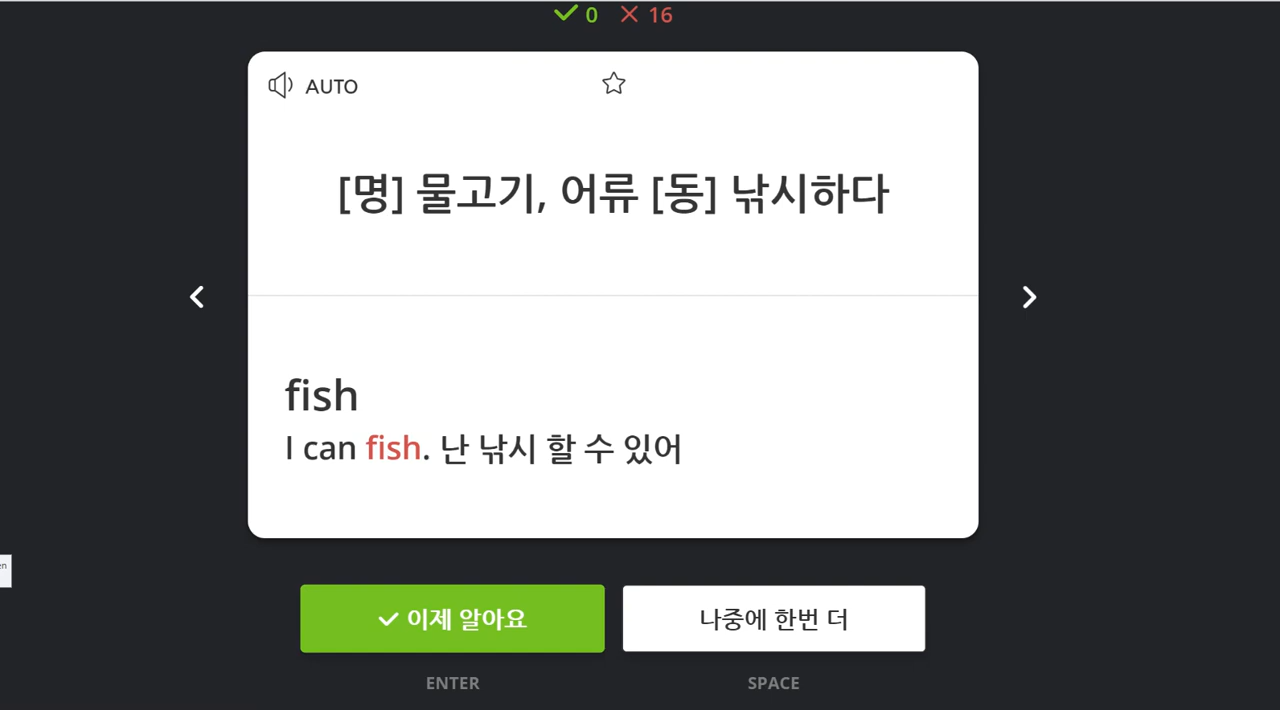 0 16
AUTO
[명] 물고기, 어류 [동] 낚시하다
fish
I can fish. 난 낚시 할 수 있어
en
이제 알아요 나중에 한번 더
ENTER SPACE